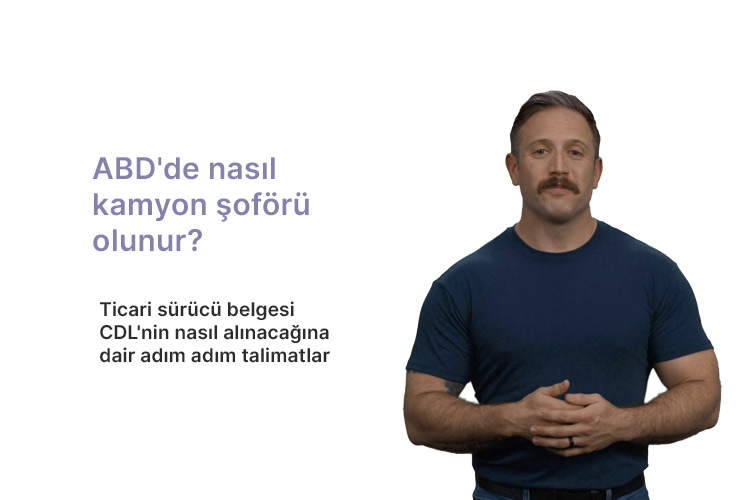 ABD'de nasıl
kamyon şoförü
olunur?
Ticari sürücü belgesi
CDL'nin nasıl alınacağına
dair adım adım talimatlar